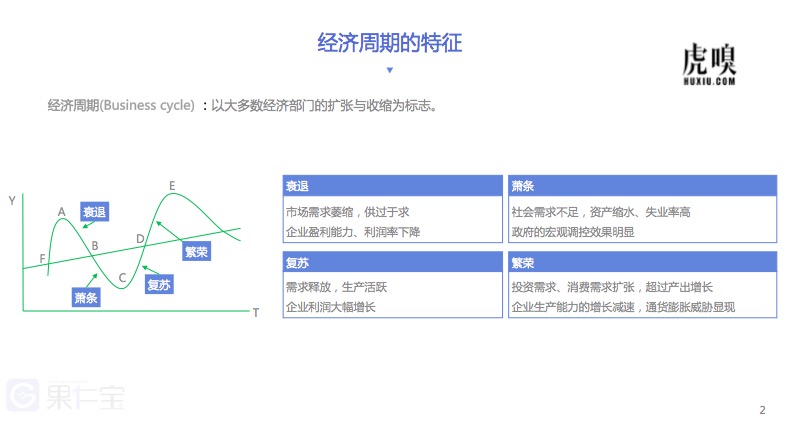 经济周期的特征
虎嗅
HUXIU.COM
经济周期(Business cycle) ：以大多数经济部门的扩张与收缩为标志。
Y
A
衰退
E
F
B
D
繁荣
C
复苏
萧条
T
衰退
市场需求萎缩，供过于求
企业盈利能力、利润率下降
萧条
社会需求不足，资产缩水、失业率高
政府的宏观调控效果明显
复苏
需求释放，生产活跃
企业利润大幅增长
繁荣
投资需求、消费需求扩张，超过产出增长
企业生产能力的增长减速，通货膨胀威胁显现
果仁宝
2